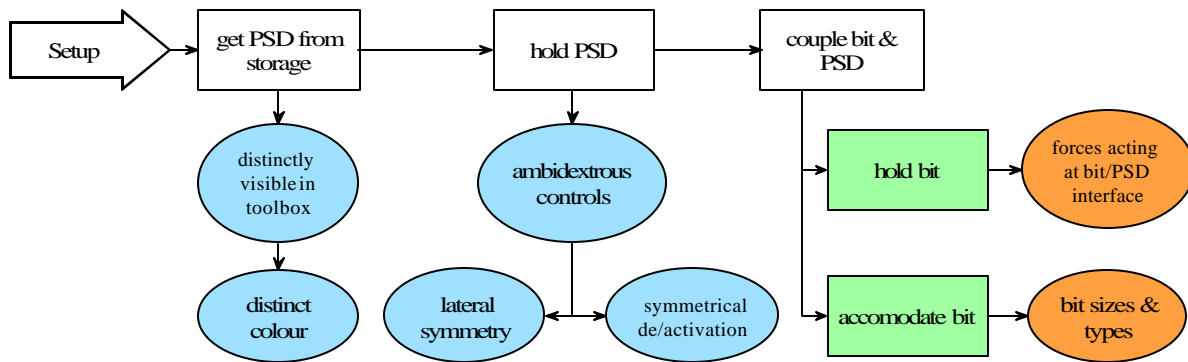 Setup
get PSD from
storage
hold PSD
couple bit &
PSD
distinctly
visible in
toolbox
ambidextrous
controls
hold bit
forces acting
at bit/PSD
interface
distinct
colour
lateral
symmetry
symmetrical
de/activation
accomodate bit
bit sizes &
types